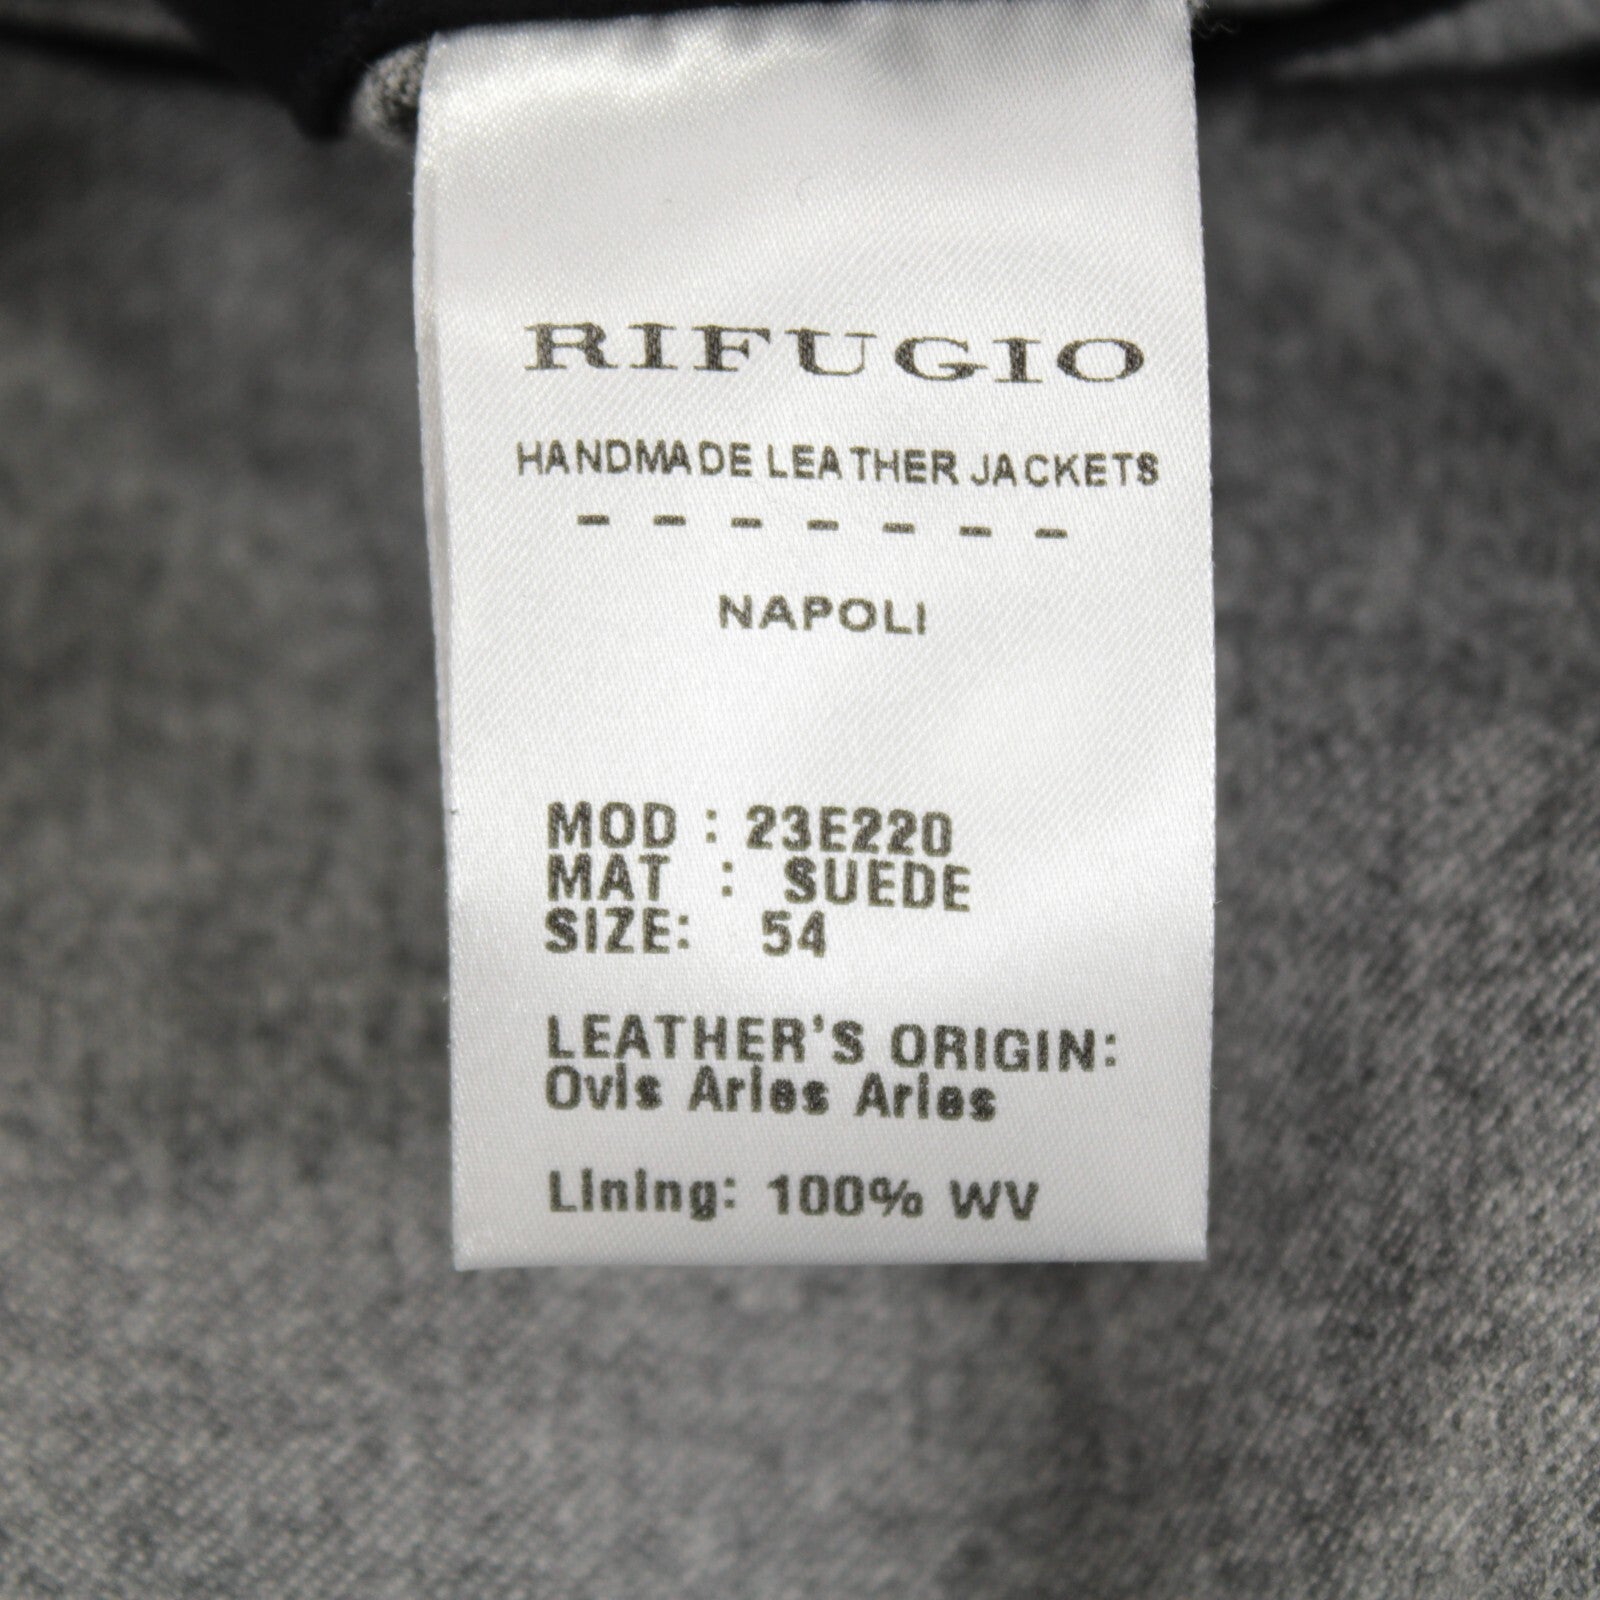 RIFUGIO
HANDMADE LEATHER JACKETS
- - - - - - -
NAPOLI
MOD : 23E220
MAT : SUEDE
SIZE: 54
LEATHER'S ORIGIN:
Ovis Aries Aries
Lining: 100% WV